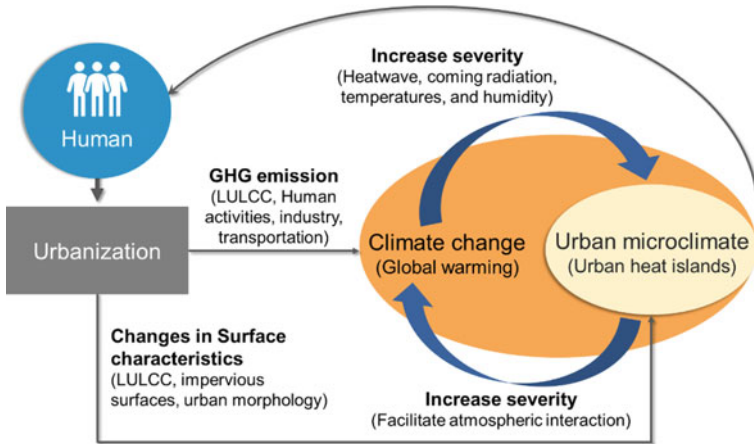 Increase severity
(Heatwave, coming radiation,
temperatures, and humidity)
Human
GHG emission
(LULCC, Human
activities, industry,
transportation)
Urbanization
Climate change
(Global warming)
Urban microclimate
(Urban heat islands)
Changes in Surface
characteristics
(LULCC, impervious
surfaces, urban morphology)
Increase severity
(Facilitate atmospheric interaction)